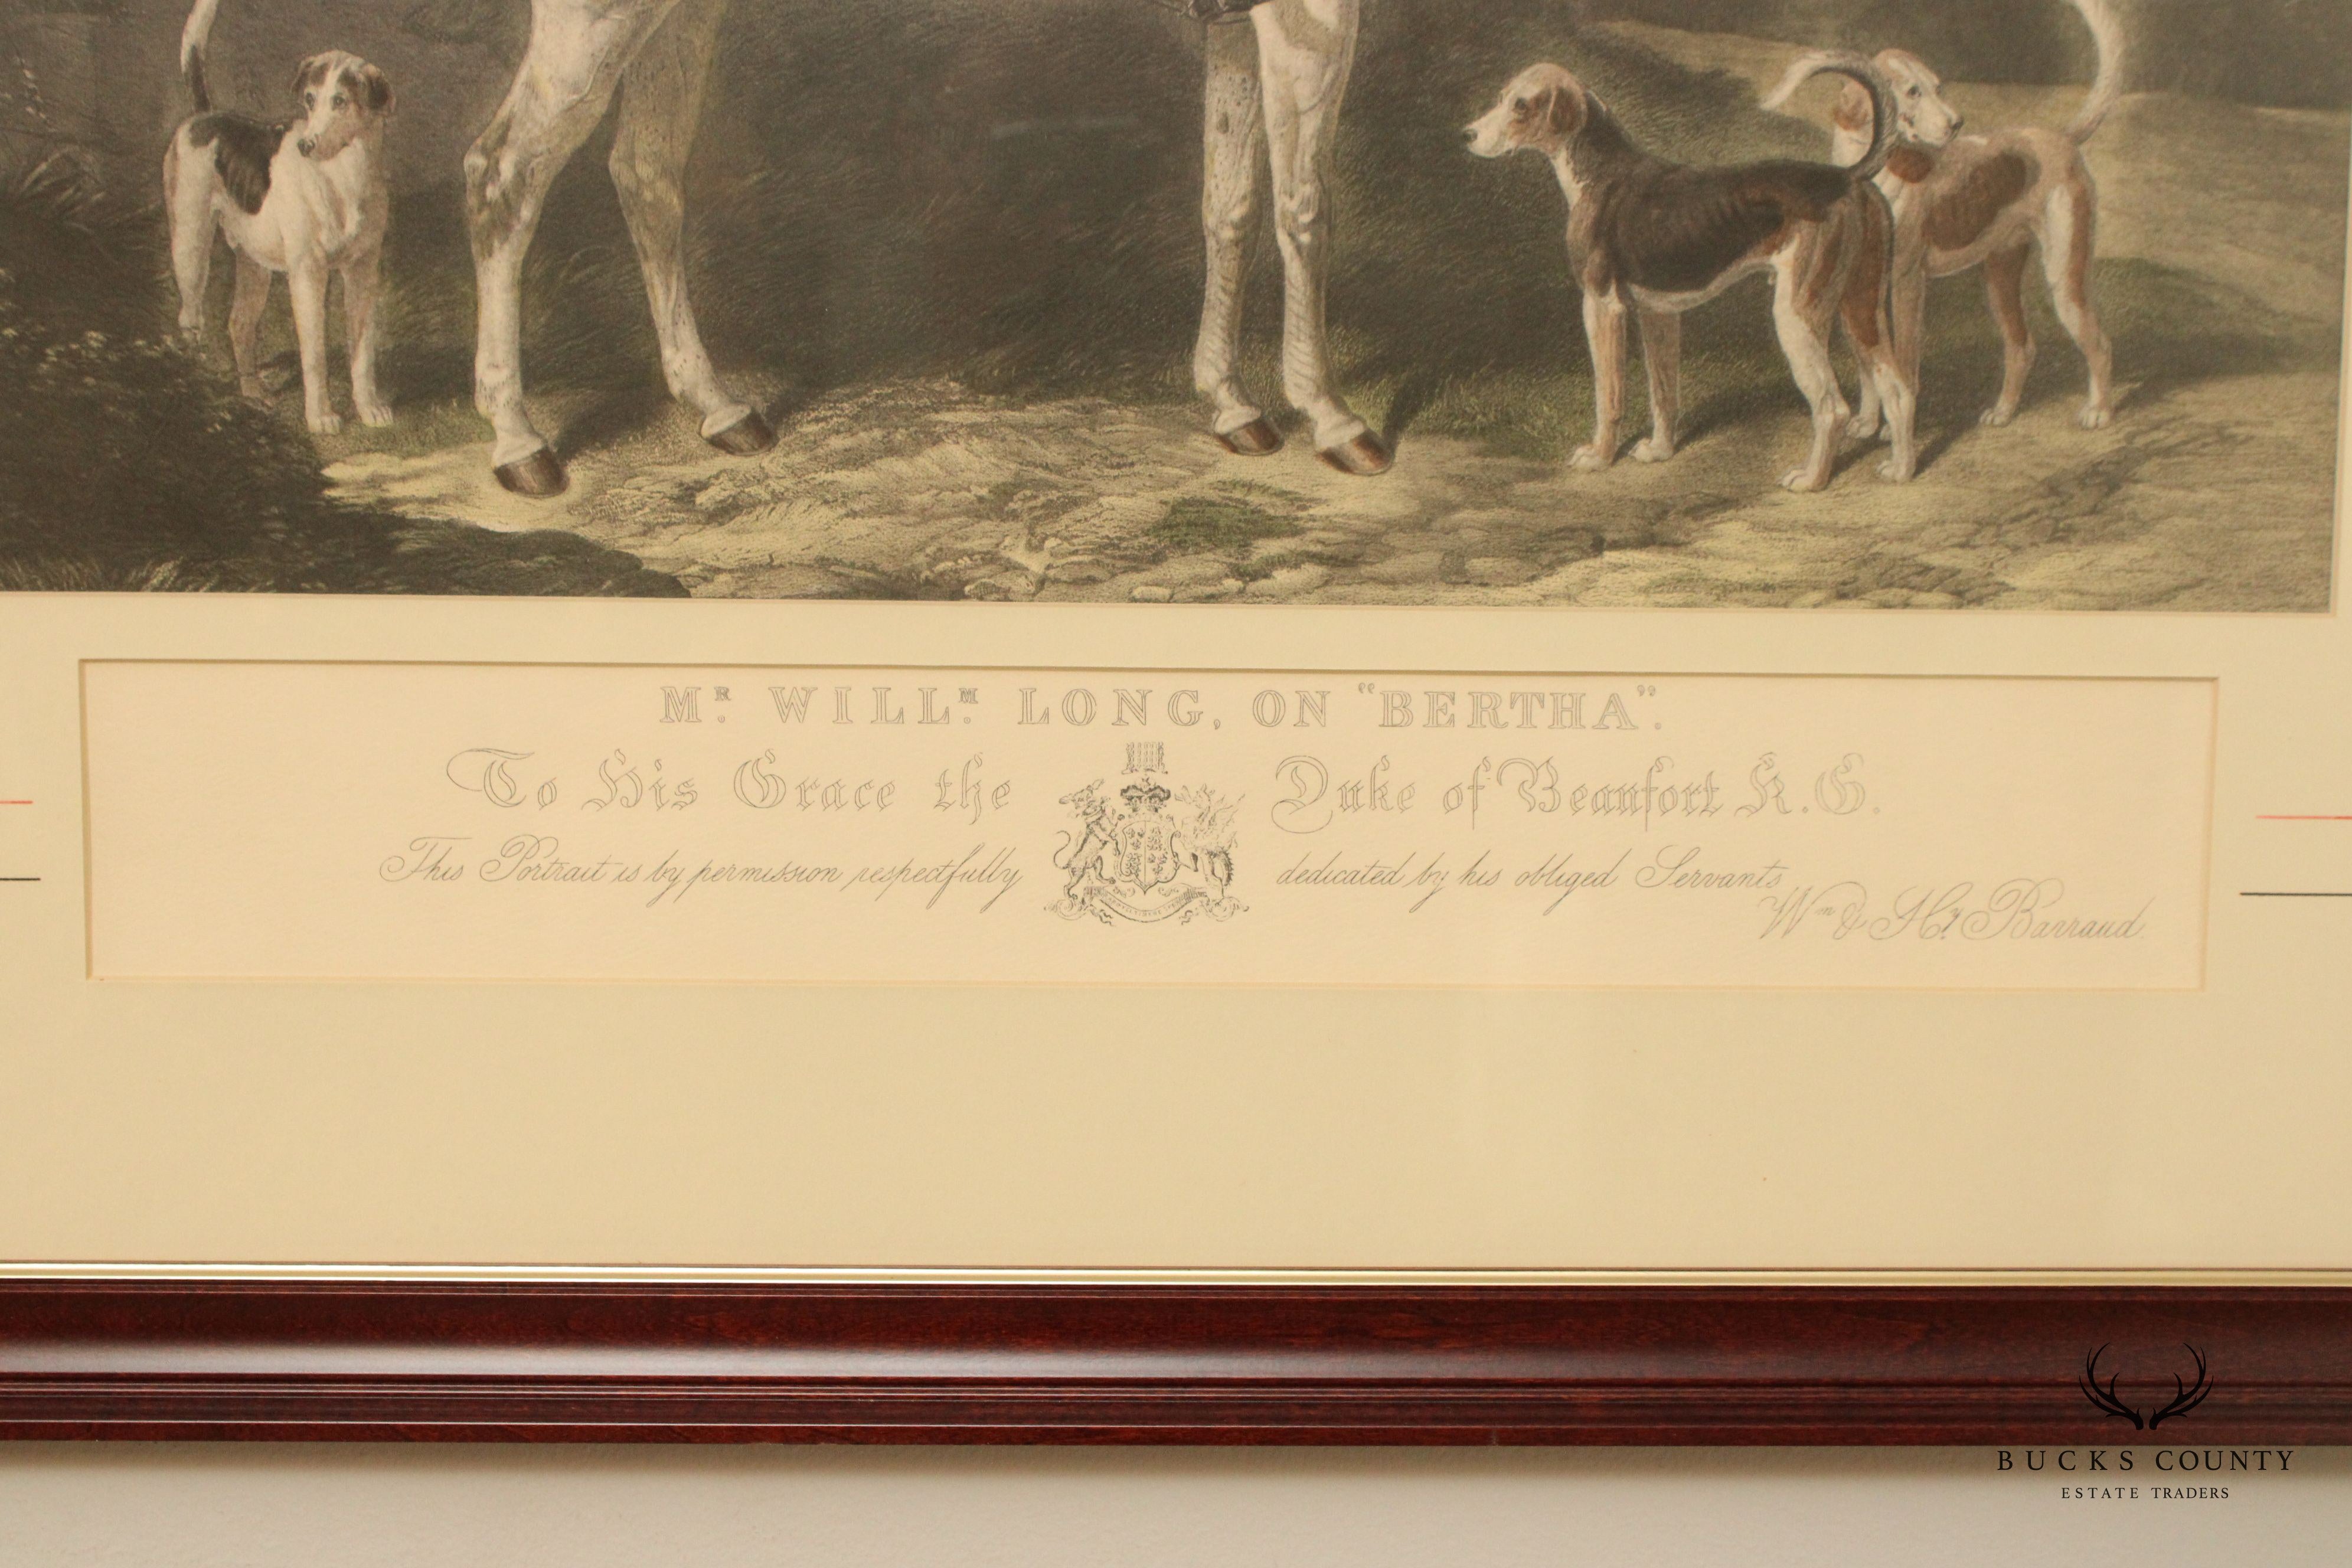 Mᴿ. WILLᴹ. LONG, ON "BERTHA".
To His Grace the Duke of Beaufort K.G.
This Portrait is by permission respectfully dedicated by his obliged Servants
Wm & Hy. Barraud.
BUCKS COUNTY
ESTATE TRADERS